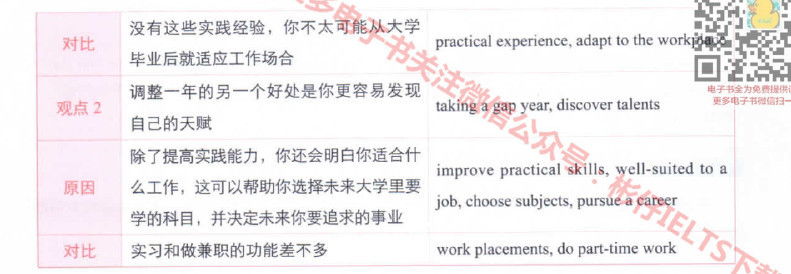 对比
没有这些实践经验，你不太可能从大学
毕业后就适应工作场合
practical experience, adapt to the workplace
观点 2
调整一年的另一个好处是你更容易发现
自己的天赋
taking a gap year, discover talents
原因
除了提高实践能力，你还会明白你适合什
么工作，这可以帮助你选择未来大学里要
学的科目，并决定未来你要追求的事业
improve practical skills, well-suited to a
job, choose subjects, pursue a career
对比
实习和做兼职的功能差不多
work placements, do part-time work
多电子书关注微信公众号：彬仔IELTS下载
电子书全为免费提供
更多电子书微信扫一